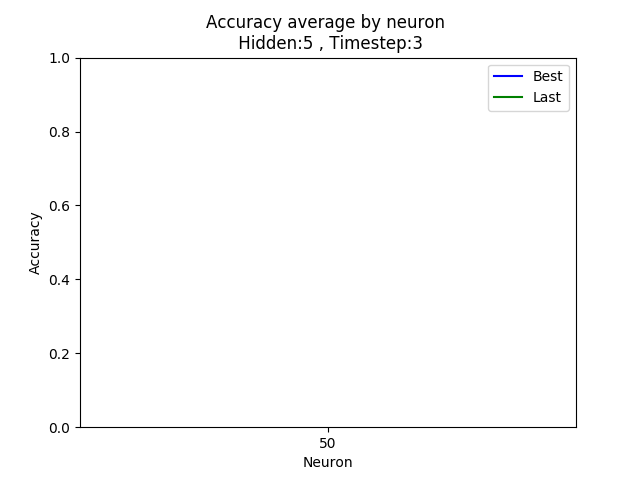 Accuracy average by neuron
Hidden:5 , Timestep:3
1.0
0.8
0.6
0.4
0.2
0.0
Accuracy
50
Neuron
Best
Last